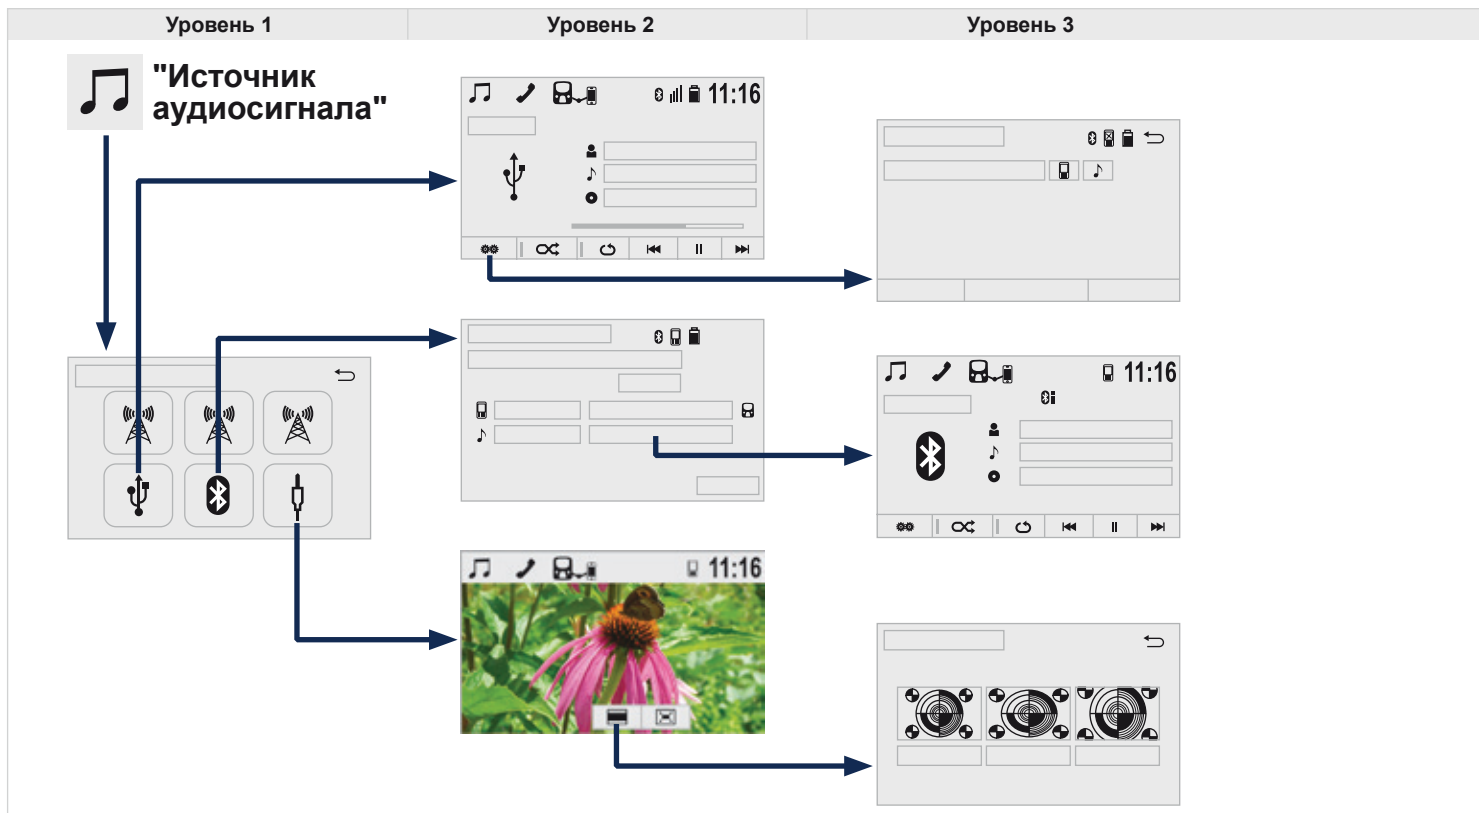 Уровень 1
Уровень 2
Уровень 3
"Источник
аудиосигнала"
11:16
11:16
11:16